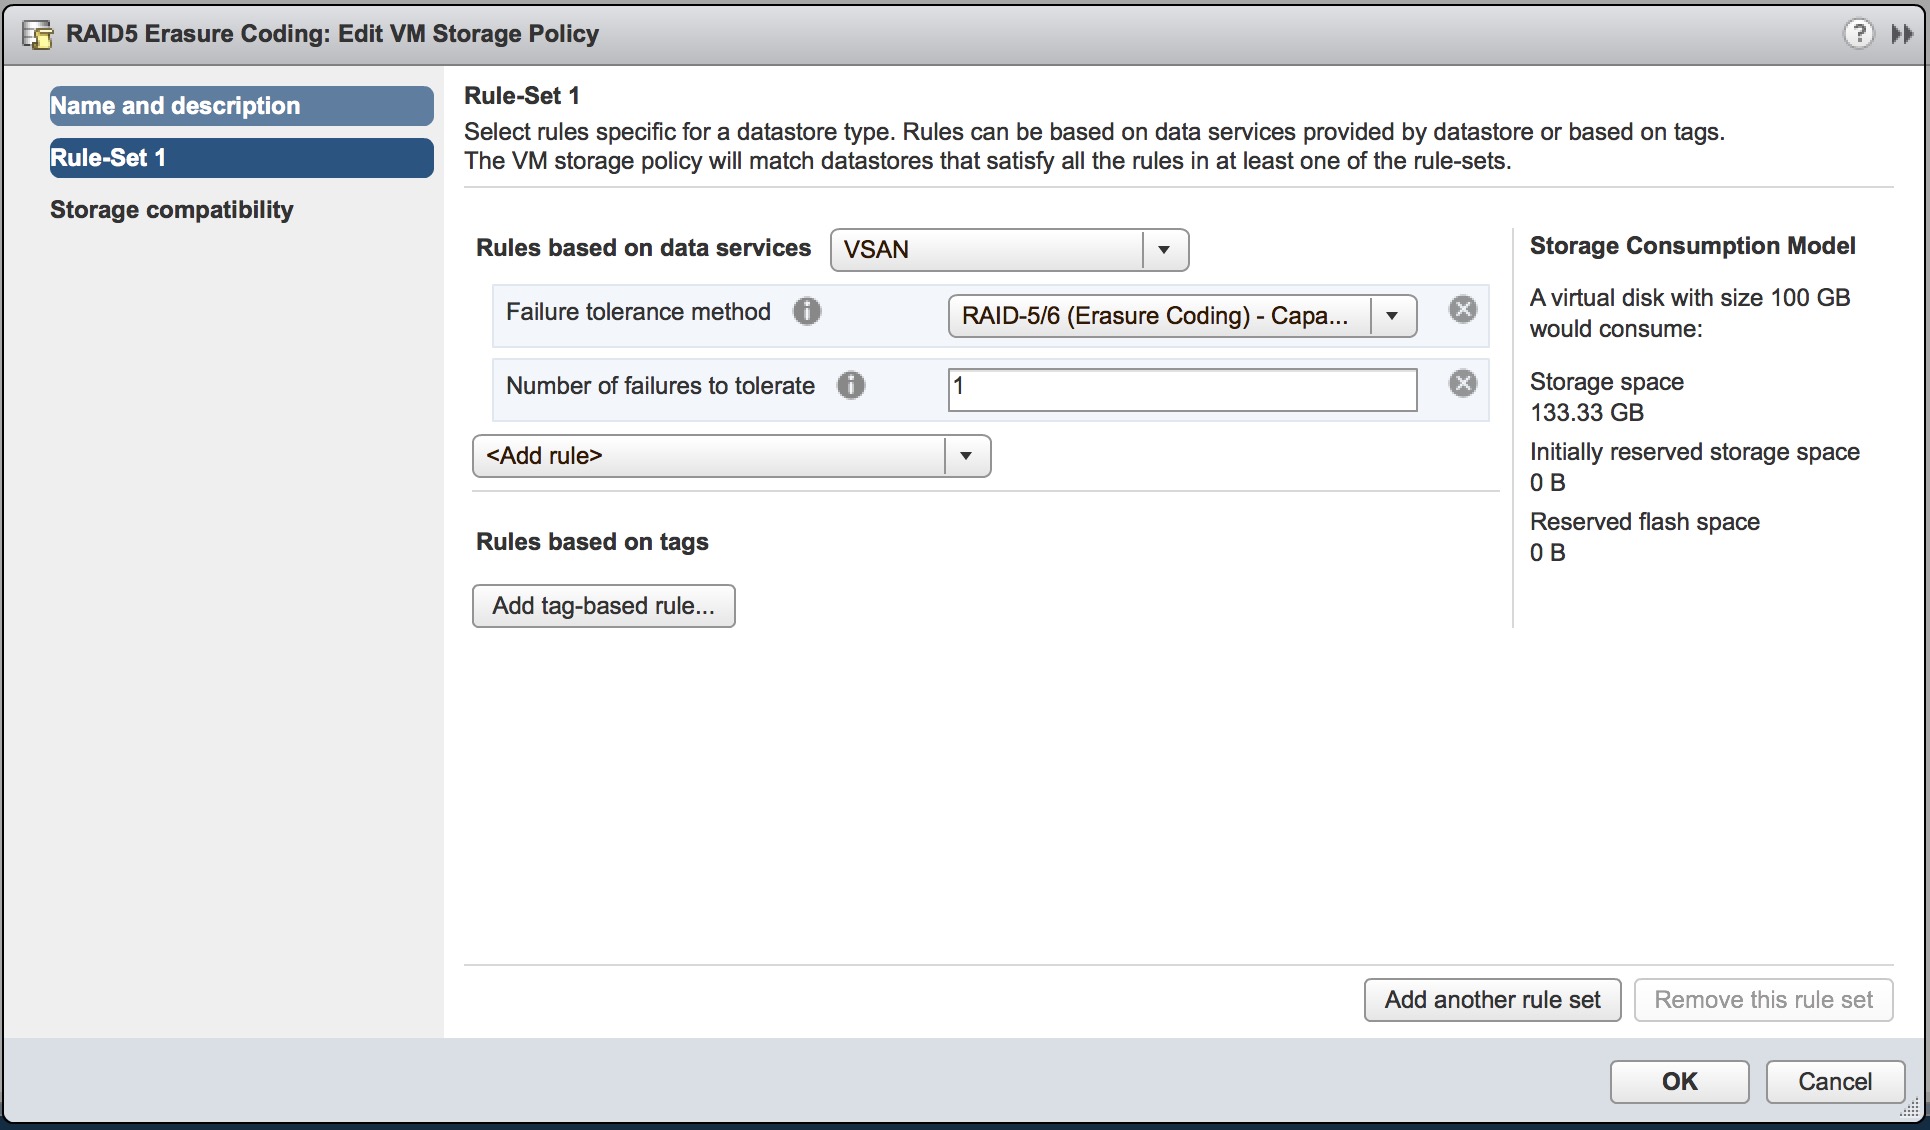 RAID5 Erasure Coding: Edit VM Storage Policy
?
Name and description
Rule-Set 1
Storage compatibility
Rule-Set 1
Select rules specific for a datastore type. Rules can be based on data services provided by datastore or based on tags.
The VM storage policy will match datastores that satisfy all the rules in at least one of the rule-sets.
Rules based on data services
VSAN
Failure tolerance method
RAID-5/6 (Erasure Coding) - Capa...
Number of failures to tolerate
1
<Add rule>
Rules based on tags
Add tag-based rule...
Storage Consumption Model
A virtual disk with size 100 GB
would consume:
Storage space
133.33 GB
Initially reserved storage space
0 B
Reserved flash space
0 B
Add another rule set
Remove this rule set
OK
Cancel